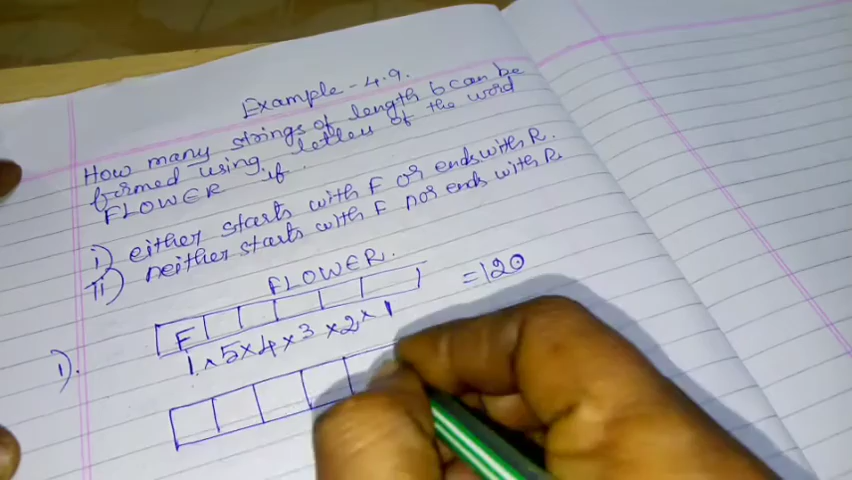 Example - 4.9.
How many strings of length 6 can be
formed using letters of the word
FLOWER if
i) either starts with F or ends with R.
ii) neither starts with F nor ends with R.
FLOWER.
i). F = 120
1 × 5 × 4 × 3 × 2 × 1